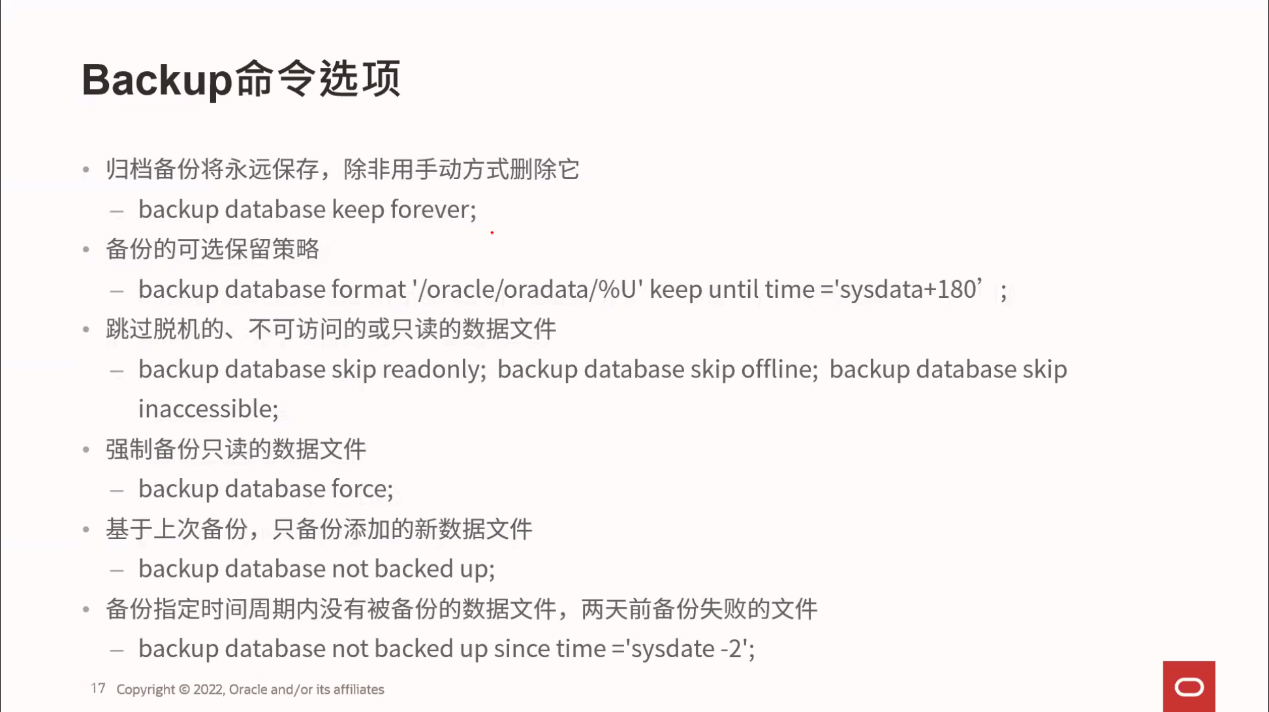 Backup命令选项
• 归档备份将永远保存，除非用手动方式删除它
– backup database keep forever;
• 备份的可选保留策略
– backup database format '/oracle/oradata/%U' keep until time ='sysdata+180’ ;
• 跳过脱机的、不可访问的或只读的数据文件
– backup database skip readonly; backup database skip offline; backup database skip
inaccessible;
• 强制备份只读的数据文件
– backup database force;
• 基于上次备份，只备份添加的新数据文件
– backup database not backed up;
• 备份指定时间周期内没有被备份的数据文件，两天前备份失败的文件
– backup database not backed up since time ='sysdate -2';
17 Copyright © 2022, Oracle and/or its affiliates